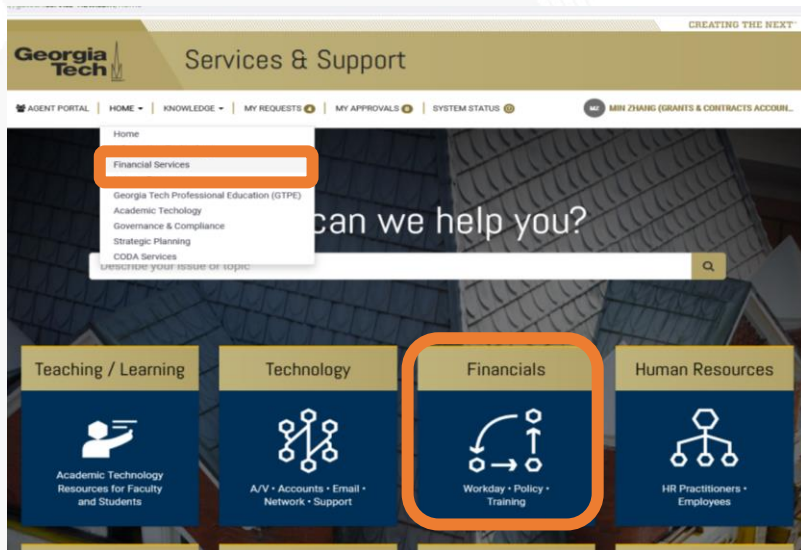 CREATING THE NEXT
Georgia
Tech
Services & Support
AGENT PORTAL | HOME | KNOWLEDGE | MY REQUESTS | MY APPROVALS | SYSTEM STATUS
MZ MIN ZHANG (GRANTS & CONTRACTS ACCOUN...
Home
Financial Services
Georgia Tech Professional Education (GTPE)
Academic Techology
Governance & Compliance
Strategic Planning
CODA Services
can we help you?
Describe your issue or topic
Teaching / Learning
Academic Technology
Resources for Faculty
and Students
Technology
A/V • Accounts • Email •
Network • Support
Financials
Workday • Policy •
Training
Human Resources
HR Practitioners •
Employees